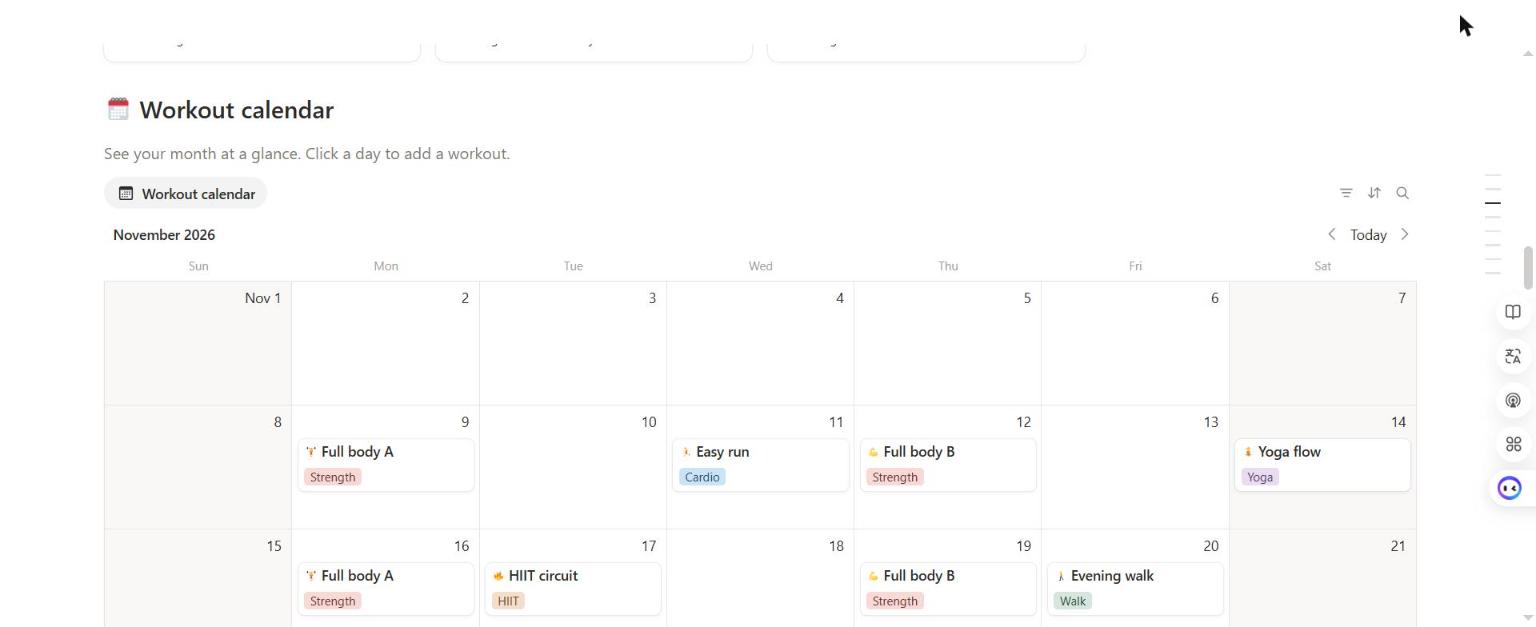 Workout calendar
See your month at a glance. Click a day to add a workout.
Workout calendar
November 2026
Today
Sun Mon Tue Wed Thu Fri Sat
Nov 1 2 3 4 5 6 7
8 9 10 11 12 13 14
Full body A Easy run Full body B Yoga flow
Strength Cardio Strength Yoga
15 16 17 18 19 20 21
Full body A HIIT circuit Full body B Evening walk
Strength HIIT Strength Walk